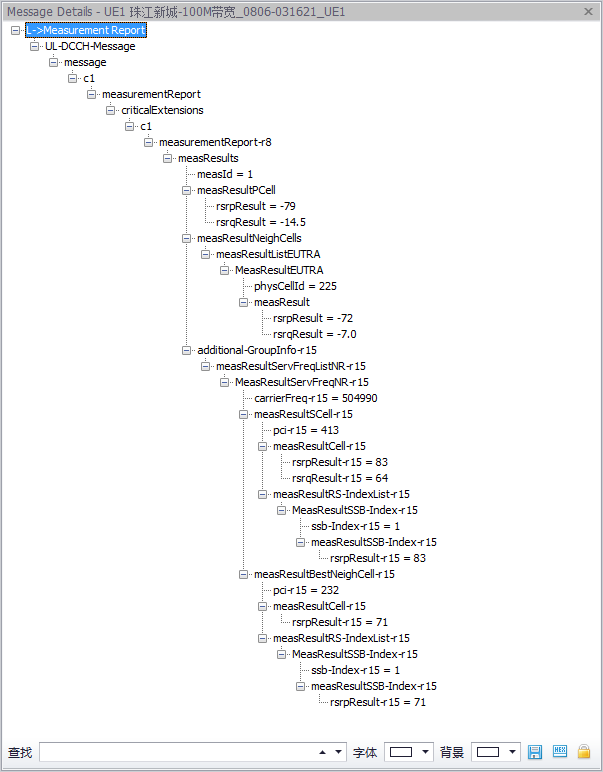 Message Details - UE1 珠江新城-100M带宽_0806-031621_UE1
L->Measurement Report
UL-DCCH-Message
message
c1
measurementReport
criticalExtensions
c1
measurementReport-r8
measResults
measId = 1
measResultPCell
rsrpResult = -79
rsrqResult = -14.5
measResultNeighCells
measResultListEUTRA
MeasResultEUTRA
physCellId = 225
measResult
rsrpResult = -72
rsrqResult = -7.0
additional-GroupInfo-r15
measResultServFreqListNR-r15
MeasResultServFreqNR-r15
carrierFreq-r15 = 504990
measResultSCell-r15
pci-r15 = 413
measResultCell-r15
rsrpResult-r15 = 83
rsrqResult-r15 = 64
measResultRS-IndexList-r15
MeasResultSSB-Index-r15
ssb-Index-r15 = 1
measResultSSB-Index-r15
rsrpResult-r15 = 83
measResultBestNeighCell-r15
pci-r15 = 232
measResultCell-r15
rsrpResult-r15 = 71
measResultRS-IndexList-r15
MeasResultSSB-Index-r15
ssb-Index-r15 = 1
measResultSSB-Index-r15
rsrpResult-r15 = 71
查找 字体 背景 HEX